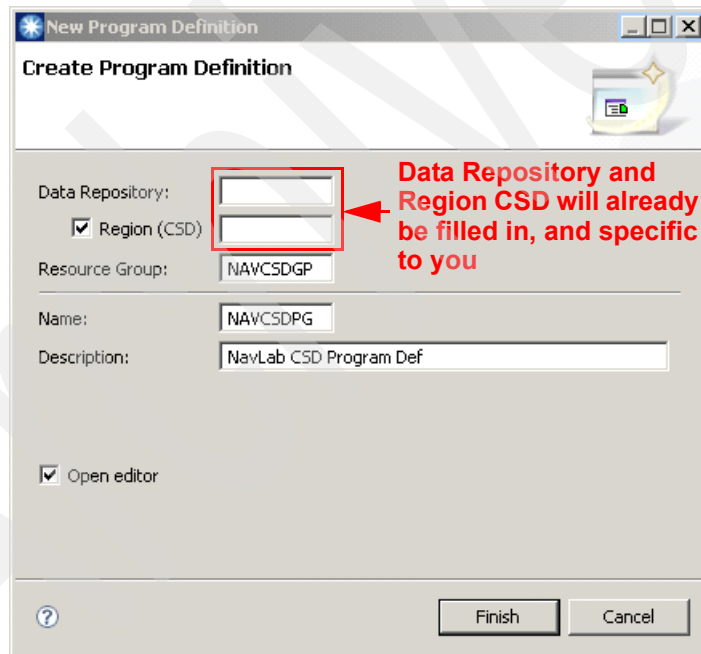 New Program Definition
Create Program Definition
Data Repository:
Region (CSD)
Data Repository and
Region CSD will already
be filled in, and specific
to you
Resource Group: NAVCSDGP
Name: NAVCSDPG
Description: NavLab CSD Program Def
Open editor
?
Finish Cancel